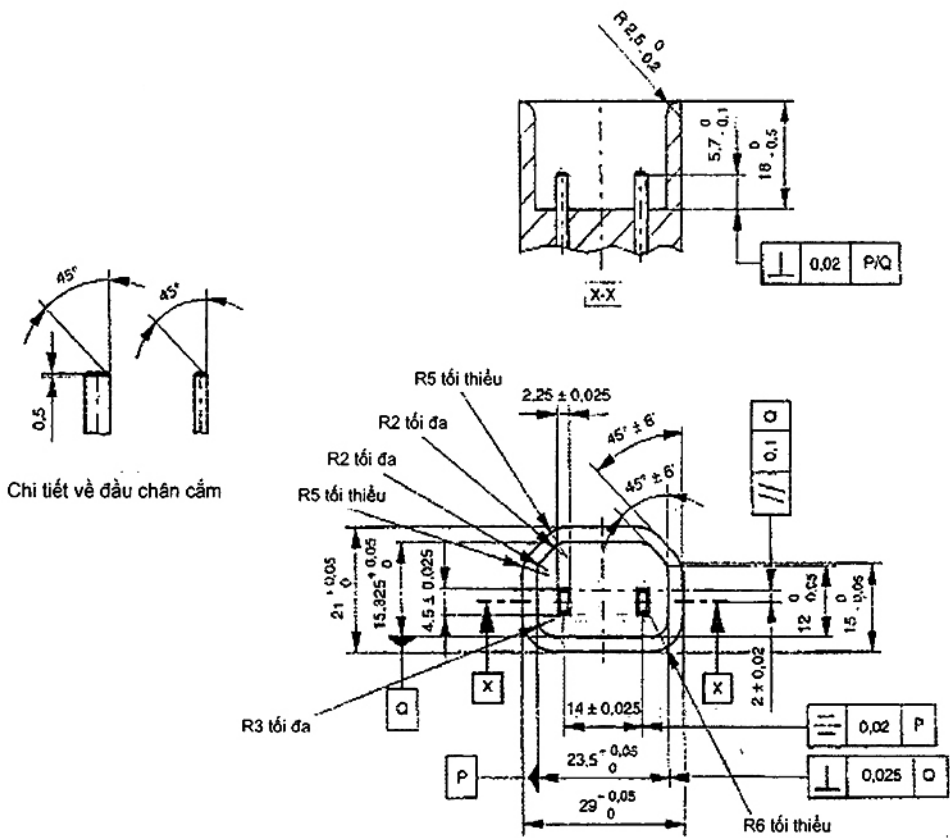 R 2,5 0 -0,2
5,7 0 -0,1
18 0 -0,5
⊥ 0,02 P/Q
X-X
45°
45°
0,5
Chi tiết về đầu chân cắm
R5 tối thiểu
2,25 ± 0,025
R2 tối đa
R2 tối đa
R5 tối thiểu
45° ± 6'
45° ± 6'
// 0,1 Q
21 +0,05 0
15,325 +0,05 0
4,5 ± 0,025
12 0 0,05
15 0 -0,05
2 ± 0,02
X
X
Q
R3 tối đa
14 ± 0,025
0,02 P
P
23,5 +0,05 0
⊥ 0,025 Q
29 -0,05 0
R6 tối thiểu